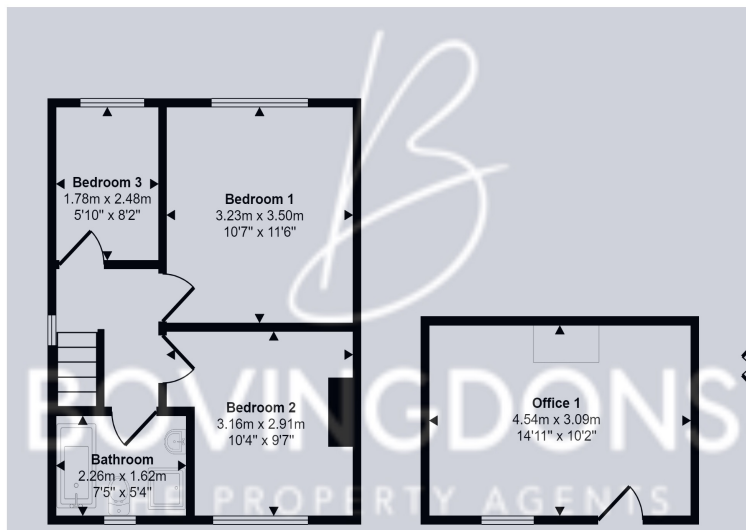 Bedroom 3
1.78m x 2.48m
5'10" x 8'2"
Bedroom 1
3.23m x 3.50m
10'7" x 11'6"
Bedroom 2
3.16m x 2.91m
10'4" x 9'7"
Bathroom
2.26m x 1.62m
7'5" x 5'4"
Office 1
4.54m x 3.09m
14'11" x 10'2"
B
BOVINGDONS
THE PROPERTY AGENTS